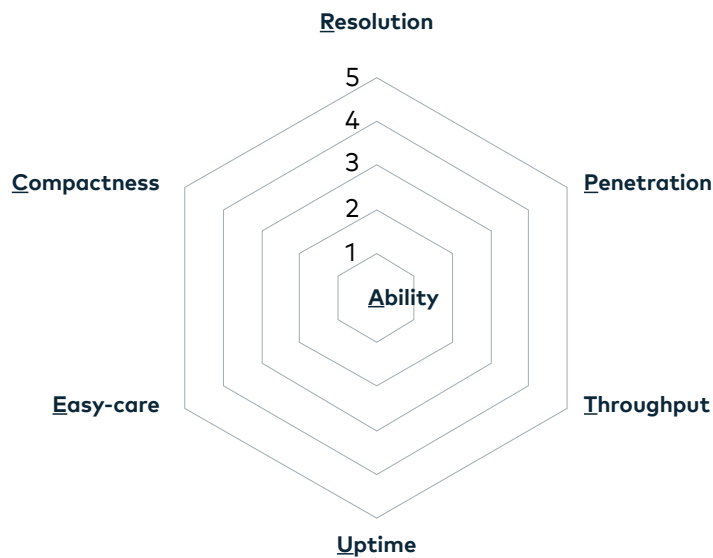 Resolution
5
4
Compactness
3
Penetration
2
1
Ability
Easy-care
Throughput
Uptime